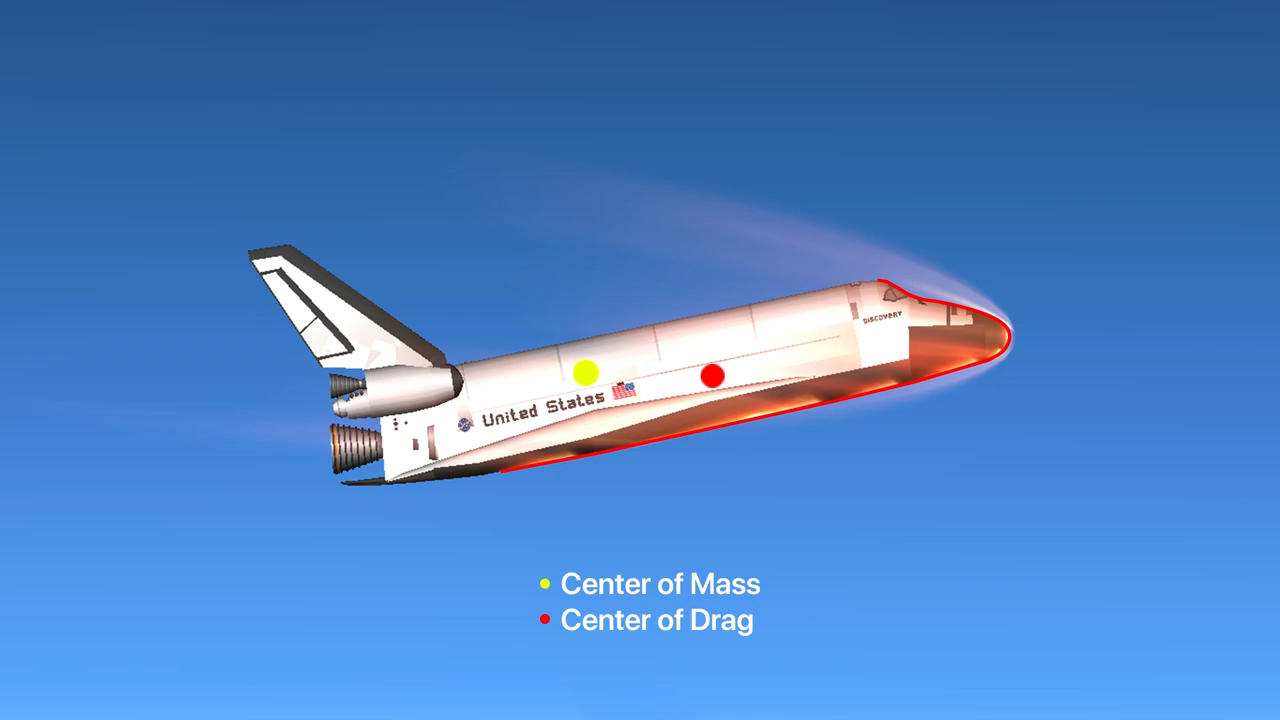 DISCOVERY
United States
Center of Mass
Center of Drag